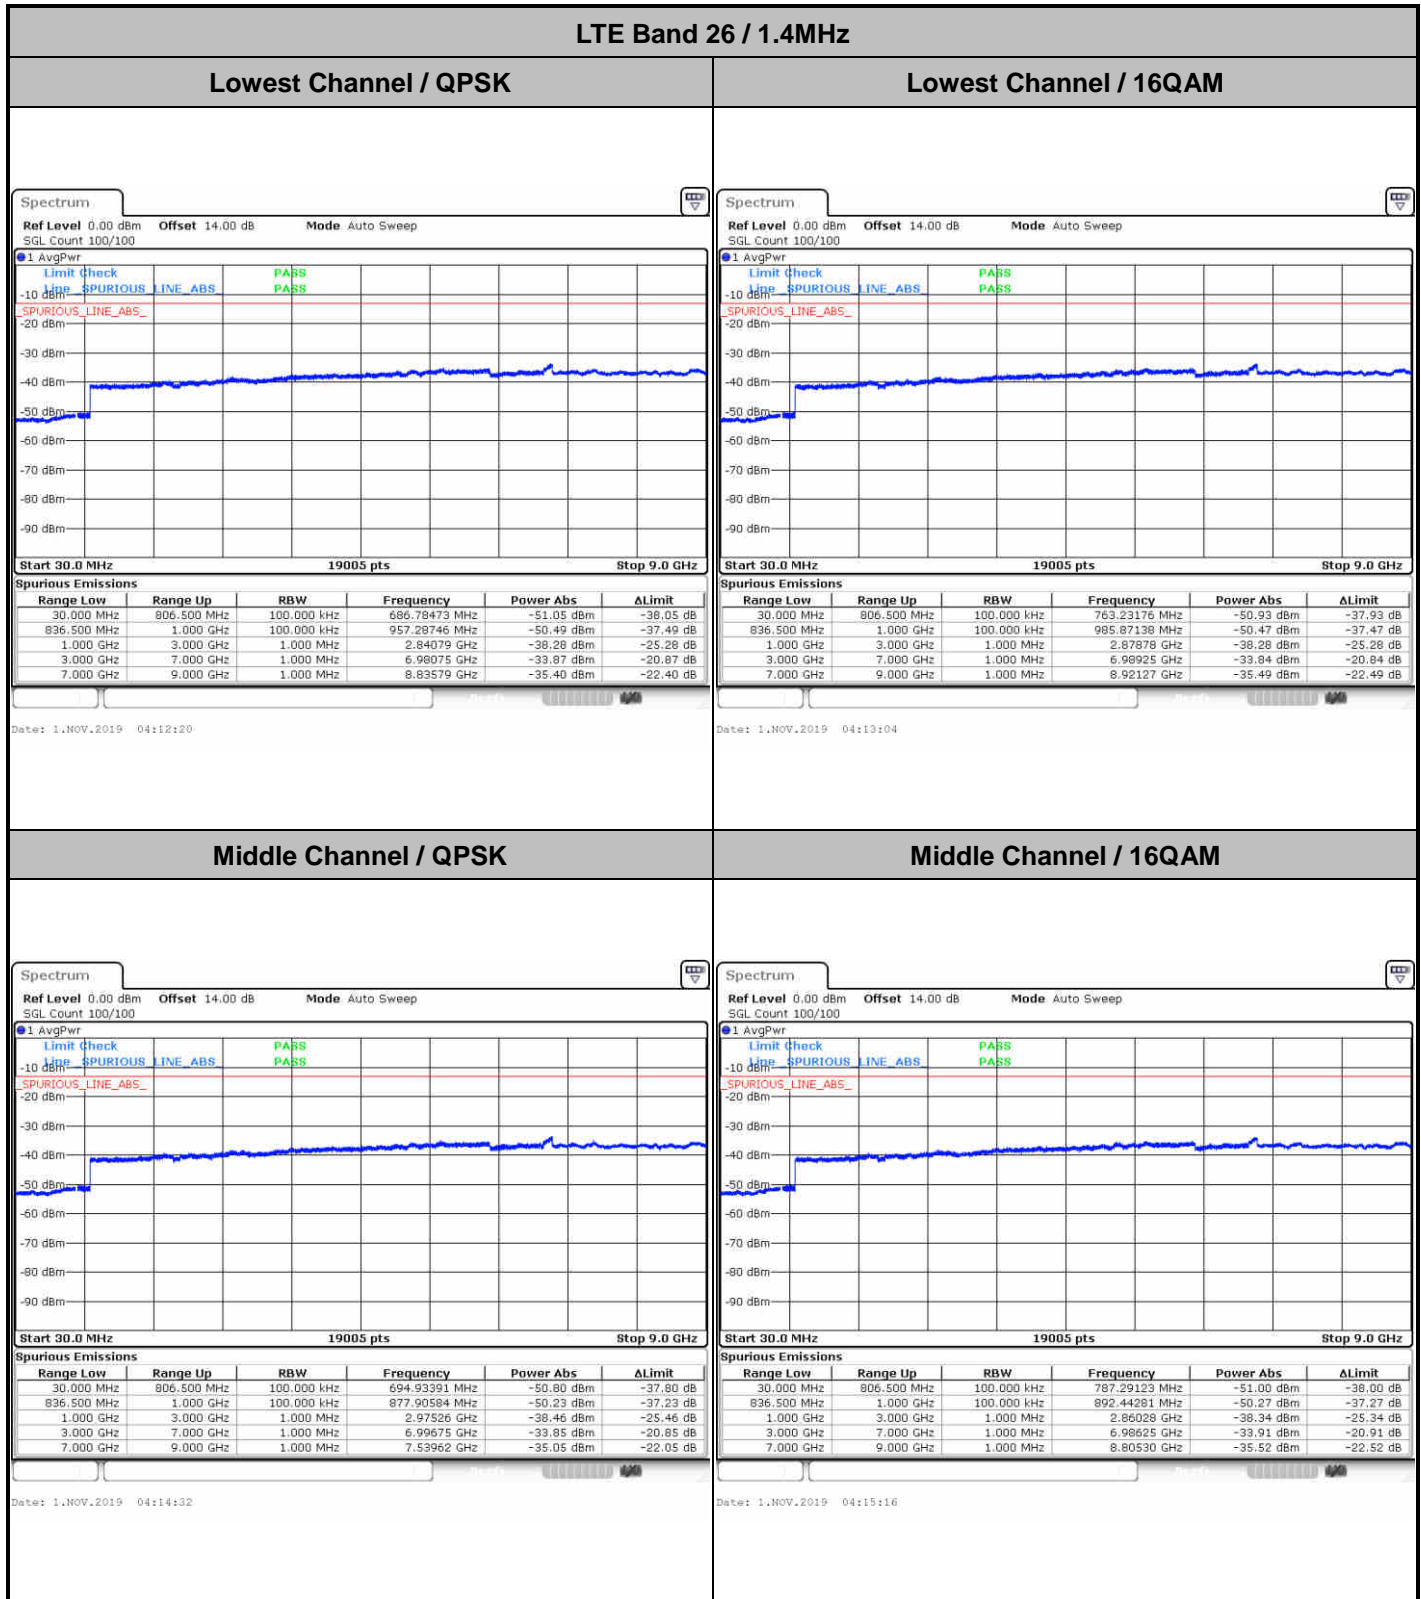 LTE Band 26 / 1.4MHz
Lowest Channel / QPSK
Lowest Channel / 16QAM
Spectrum
Ref Level 0.00 dBm Offset 14.00 dB Mode Auto Sweep
SGL Count 100/100
1 AvgPwr
Limit Check PASS
Line _SPURIOUS_LINE_ABS_ PASS
-10 dBm
_SPURIOUS_LINE_ABS_
-20 dBm
-30 dBm
-40 dBm
-50 dBm
-60 dBm
-70 dBm
-80 dBm
-90 dBm
Start 30.0 MHz 19005 pts Stop 9.0 GHz
Spurious Emissions
Range Low Range Up RBW Frequency Power Abs ΔLimit
30.000 MHz 806.500 MHz 100.000 kHz 686.78473 MHz -51.05 dBm -38.05 dB
836.500 MHz 1.000 GHz 100.000 kHz 957.28746 MHz -50.49 dBm -37.49 dB
1.000 GHz 3.000 GHz 1.000 MHz 2.84079 GHz -38.28 dBm -25.28 dB
3.000 GHz 7.000 GHz 1.000 MHz 6.98075 GHz -33.87 dBm -20.87 dB
7.000 GHz 9.000 GHz 1.000 MHz 8.83579 GHz -35.40 dBm -22.40 dB
Date: 1.NOV.2019 04:12:20
Spectrum
Ref Level 0.00 dBm Offset 14.00 dB Mode Auto Sweep
SGL Count 100/100
1 AvgPwr
Limit Check PASS
Line _SPURIOUS_LINE_ABS_ PASS
-10 dBm
_SPURIOUS_LINE_ABS_
-20 dBm
-30 dBm
-40 dBm
-50 dBm
-60 dBm
-70 dBm
-80 dBm
-90 dBm
Start 30.0 MHz 19005 pts Stop 9.0 GHz
Spurious Emissions
Range Low Range Up RBW Frequency Power Abs ΔLimit
30.000 MHz 806.500 MHz 100.000 kHz 763.23176 MHz -50.93 dBm -37.93 dB
836.500 MHz 1.000 GHz 100.000 kHz 985.87138 MHz -50.47 dBm -37.47 dB
1.000 GHz 3.000 GHz 1.000 MHz 2.87878 GHz -38.28 dBm -25.28 dB
3.000 GHz 7.000 GHz 1.000 MHz 6.98925 GHz -33.84 dBm -20.84 dB
7.000 GHz 9.000 GHz 1.000 MHz 8.92127 GHz -35.49 dBm -22.49 dB
Date: 1.NOV.2019 04:13:04
Middle Channel / QPSK
Middle Channel / 16QAM
Spectrum
Ref Level 0.00 dBm Offset 14.00 dB Mode Auto Sweep
SGL Count 100/100
1 AvgPwr
Limit Check PASS
Line _SPURIOUS_LINE_ABS_ PASS
-10 dBm
_SPURIOUS_LINE_ABS_
-20 dBm
-30 dBm
-40 dBm
-50 dBm
-60 dBm
-70 dBm
-80 dBm
-90 dBm
Start 30.0 MHz 19005 pts Stop 9.0 GHz
Spurious Emissions
Range Low Range Up RBW Frequency Power Abs ΔLimit
30.000 MHz 806.500 MHz 100.000 kHz 694.93391 MHz -50.80 dBm -37.80 dB
836.500 MHz 1.000 GHz 100.000 kHz 877.90584 MHz -50.23 dBm -37.23 dB
1.000 GHz 3.000 GHz 1.000 MHz 2.97526 GHz -38.46 dBm -25.46 dB
3.000 GHz 7.000 GHz 1.000 MHz 6.99675 GHz -33.85 dBm -20.85 dB
7.000 GHz 9.000 GHz 1.000 MHz 7.53962 GHz -35.05 dBm -22.05 dB
Date: 1.NOV.2019 04:14:32
Spectrum
Ref Level 0.00 dBm Offset 14.00 dB Mode Auto Sweep
SGL Count 100/100
1 AvgPwr
Limit Check PASS
Line _SPURIOUS_LINE_ABS_ PASS
-10 dBm
_SPURIOUS_LINE_ABS_
-20 dBm
-30 dBm
-40 dBm
-50 dBm
-60 dBm
-70 dBm
-80 dBm
-90 dBm
Start 30.0 MHz 19005 pts Stop 9.0 GHz
Spurious Emissions
Range Low Range Up RBW Frequency Power Abs ΔLimit
30.000 MHz 806.500 MHz 100.000 kHz 787.29123 MHz -51.00 dBm -38.00 dB
836.500 MHz 1.000 GHz 100.000 kHz 892.44281 MHz -50.27 dBm -37.27 dB
1.000 GHz 3.000 GHz 1.000 MHz 2.86028 GHz -38.34 dBm -25.34 dB
3.000 GHz 7.000 GHz 1.000 MHz 6.98625 GHz -33.91 dBm -20.91 dB
7.000 GHz 9.000 GHz 1.000 MHz 8.80530 GHz -35.52 dBm -22.52 dB
Date: 1.NOV.2019 04:15:16